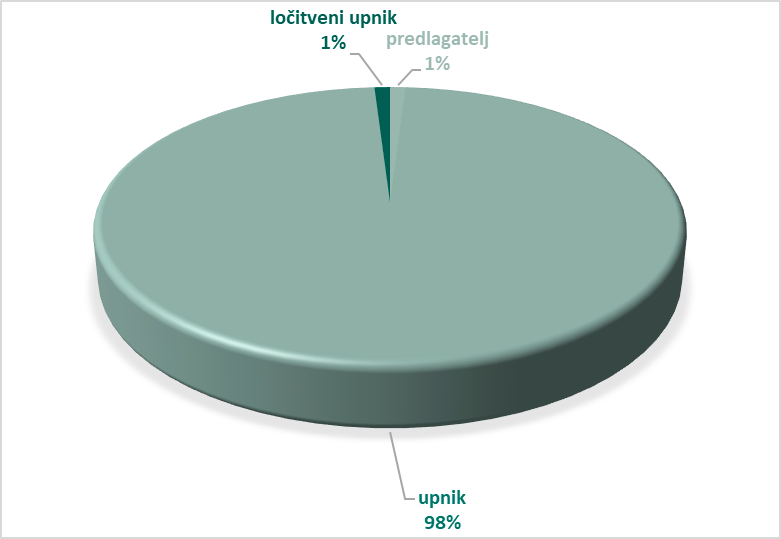 ločitveni upnik
1%
predlagatelj
1%
upnik
98%